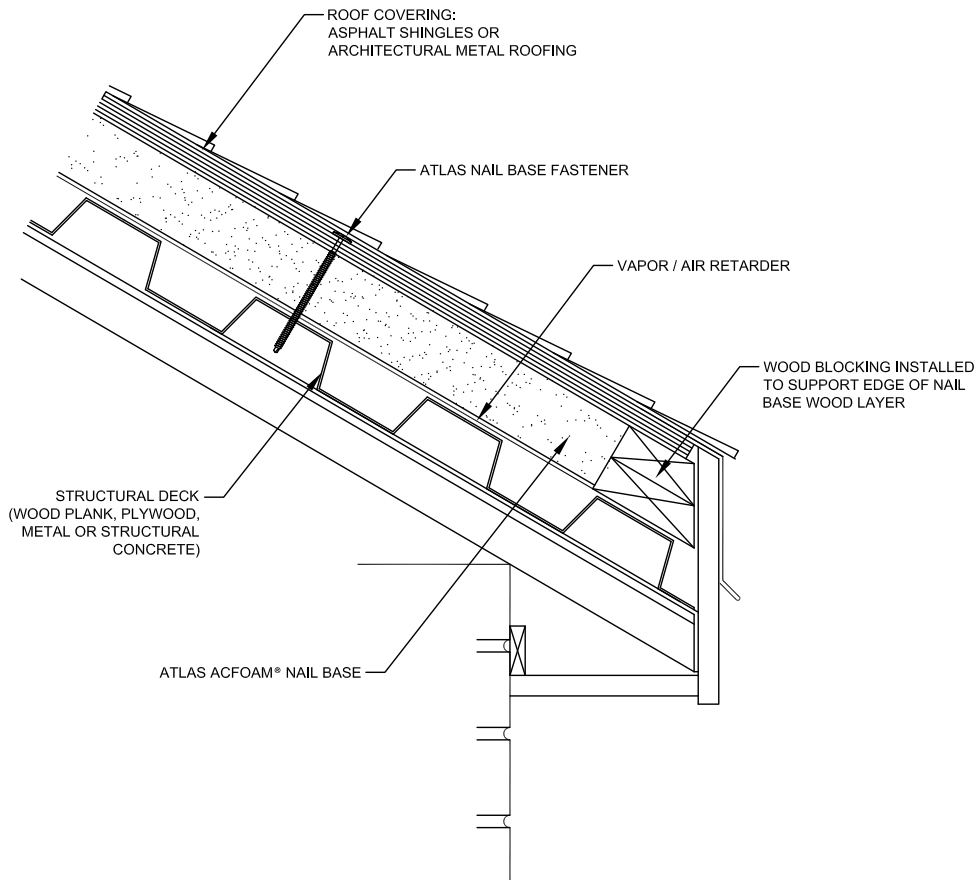 ROOF COVERING:
ASPHALT SHINGLES OR
ARCHITECTURAL METAL ROOFING
ATLAS NAIL BASE FASTENER
VAPOR / AIR RETARDER
WOOD BLOCKING INSTALLED
TO SUPPORT EDGE OF NAIL
BASE WOOD LAYER
STRUCTURAL DECK
(WOOD PLANK, PLYWOOD,
METAL OR STRUCTURAL
CONCRETE)
ATLAS ACFOAM® NAIL BASE